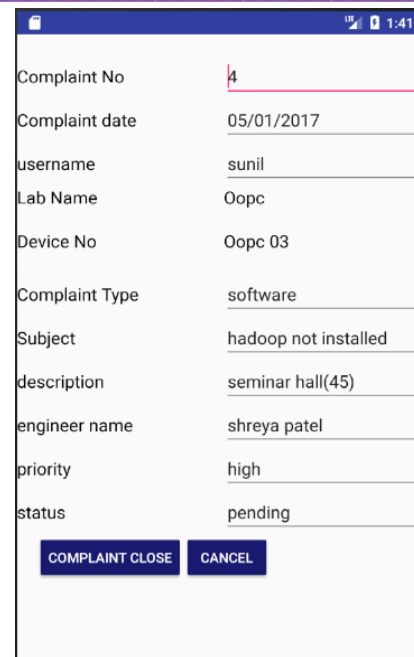 LTE 1:41
Complaint No 4
Complaint date 05/01/2017
username sunil
Lab Name Oopc
Device No Oopc 03
Complaint Type software
Subject hadoop not installed
description seminar hall(45)
engineer name shreya patel
priority high
status pending
COMPLAINT CLOSE CANCEL